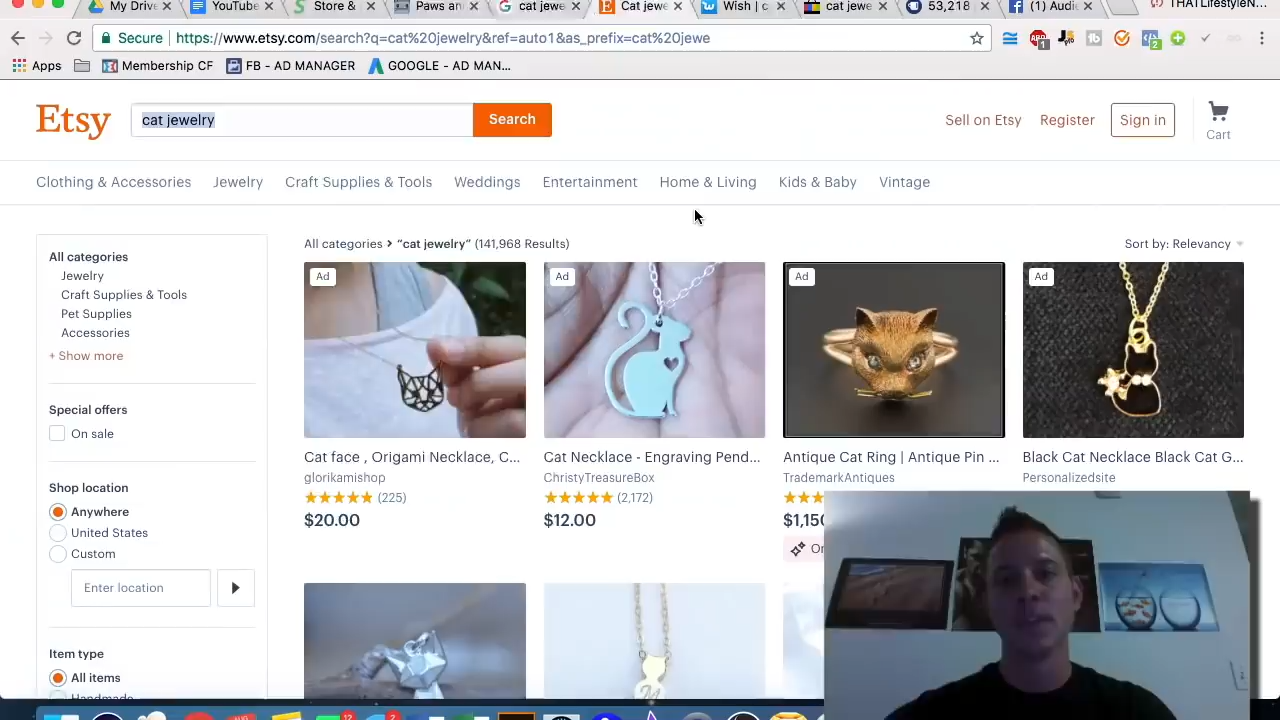 My Drive
YouTube
Store &
Paws an
cat jewe
Cat jewe
Wish | c
cat jewe
53,218
(1) Audi
THATLifestyleN
Secure
https://www.etsy.com/search?q=cat%20jewelry&ref=auto1&as_prefix=cat%20jewe
Apps
Membership CF
FB - AD MANAGER
GOOGLE - AD MAN...
Etsy
cat jewelry
Search
Sell on Etsy
Register
Sign in
Cart
Clothing & Accessories
Jewelry
Craft Supplies & Tools
Weddings
Entertainment
Home & Living
Kids & Baby
Vintage
All categories
Jewelry
Craft Supplies & Tools
Pet Supplies
Accessories
+ Show more
Special offers
On sale
Shop location
Anywhere
United States
Custom
Enter location
Item type
All items
Handmade
All categories > “cat jewelry” (141,968 Results)
Sort by: Relevancy
Ad
Cat face , Origami Necklace, C...
glorikamishop
(225)
$20.00
Ad
Cat Necklace - Engraving Pend...
ChristyTreasureBox
(2,172)
$12.00
Ad
Antique Cat Ring | Antique Pin ...
TrademarkAntiques
$1,150
Ad
Black Cat Necklace Black Cat G...
Personalizedsite